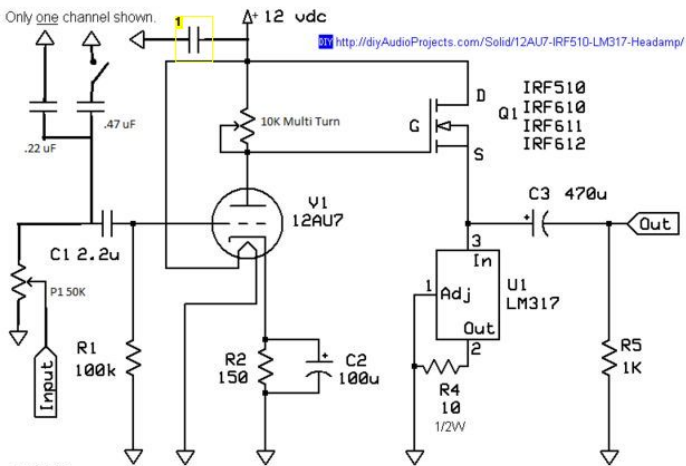 Only one channel shown.
1
+ 12 vdc
DIY http://diyAudioProjects.com/Solid/12AU7-IRF510-LM317-Headamp/
.22 uF
.47 uF
10K Multi Turn
D
G
S
Q1
IRF510
IRF610
IRF611
IRF612
V1
12AU7
C1 2.2u
P1 50K
Input
R1
100k
R2
150
+
C2
100u
C3 470u
+
Out
3
In
1
Adj
U1
LM317
Out
2
R4
10
1/2W
R5
1K